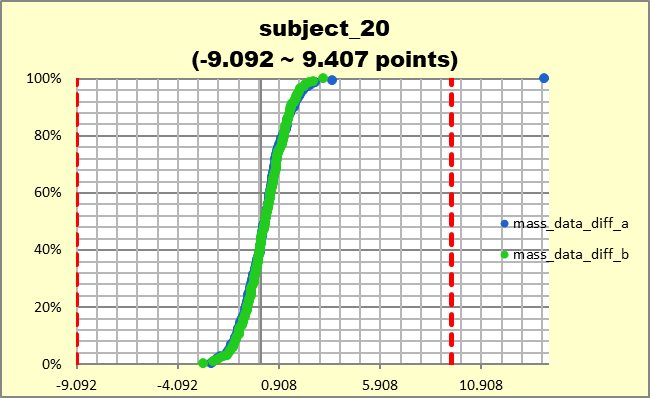 subject_20
(-9.092 ~ 9.407 points)
100%
80%
60%
40%
20%
0%
mass_data_diff_a
mass_data_diff_b
-9.092
-4.092
0.908
5.908
10.908